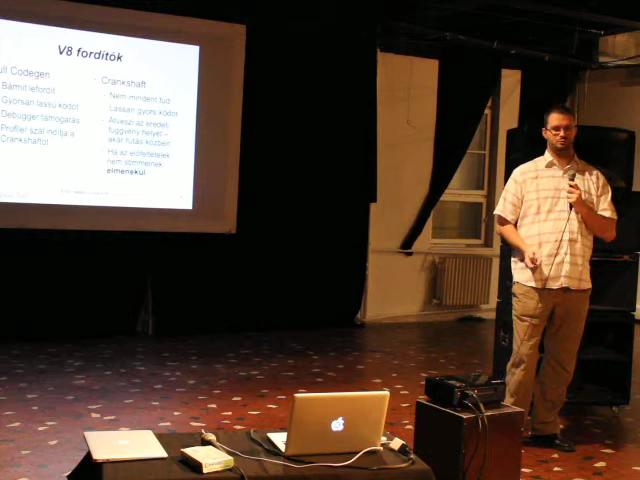 V8 fordítók
ull Codegen
Bármit lefordít
Gyorsan lassú kódot
Debugger támogatás
Profiler szál indítja a
Crankshaftot
Crankshaft
Nem mindent tud
Lassan gyors kódot
Átveszi az eredeti
függvény helyét –
akár futás közben
Ha az előfeltételek
nem stimmelnek:
elmenekül